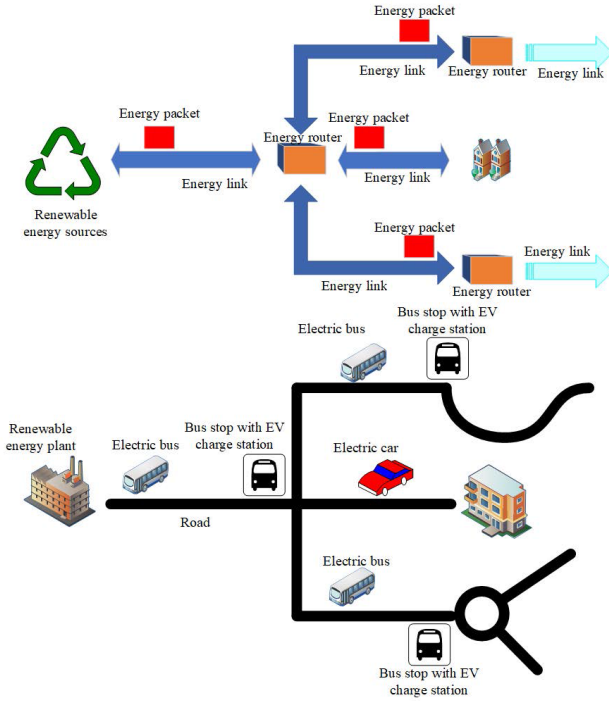 Energy packet
Energy link
Energy router
Energy link
Energy packet
Energy router
Energy packet
Energy link
Energy link
Renewable
energy sources
Energy packet
Energy link
Energy link
Energy router
Bus stop with EV
charge station
Electric bus
Renewable
energy plant
Electric bus
Bus stop with EV
charge station
Electric car
Road
Electric bus
Bus stop with EV
charge station